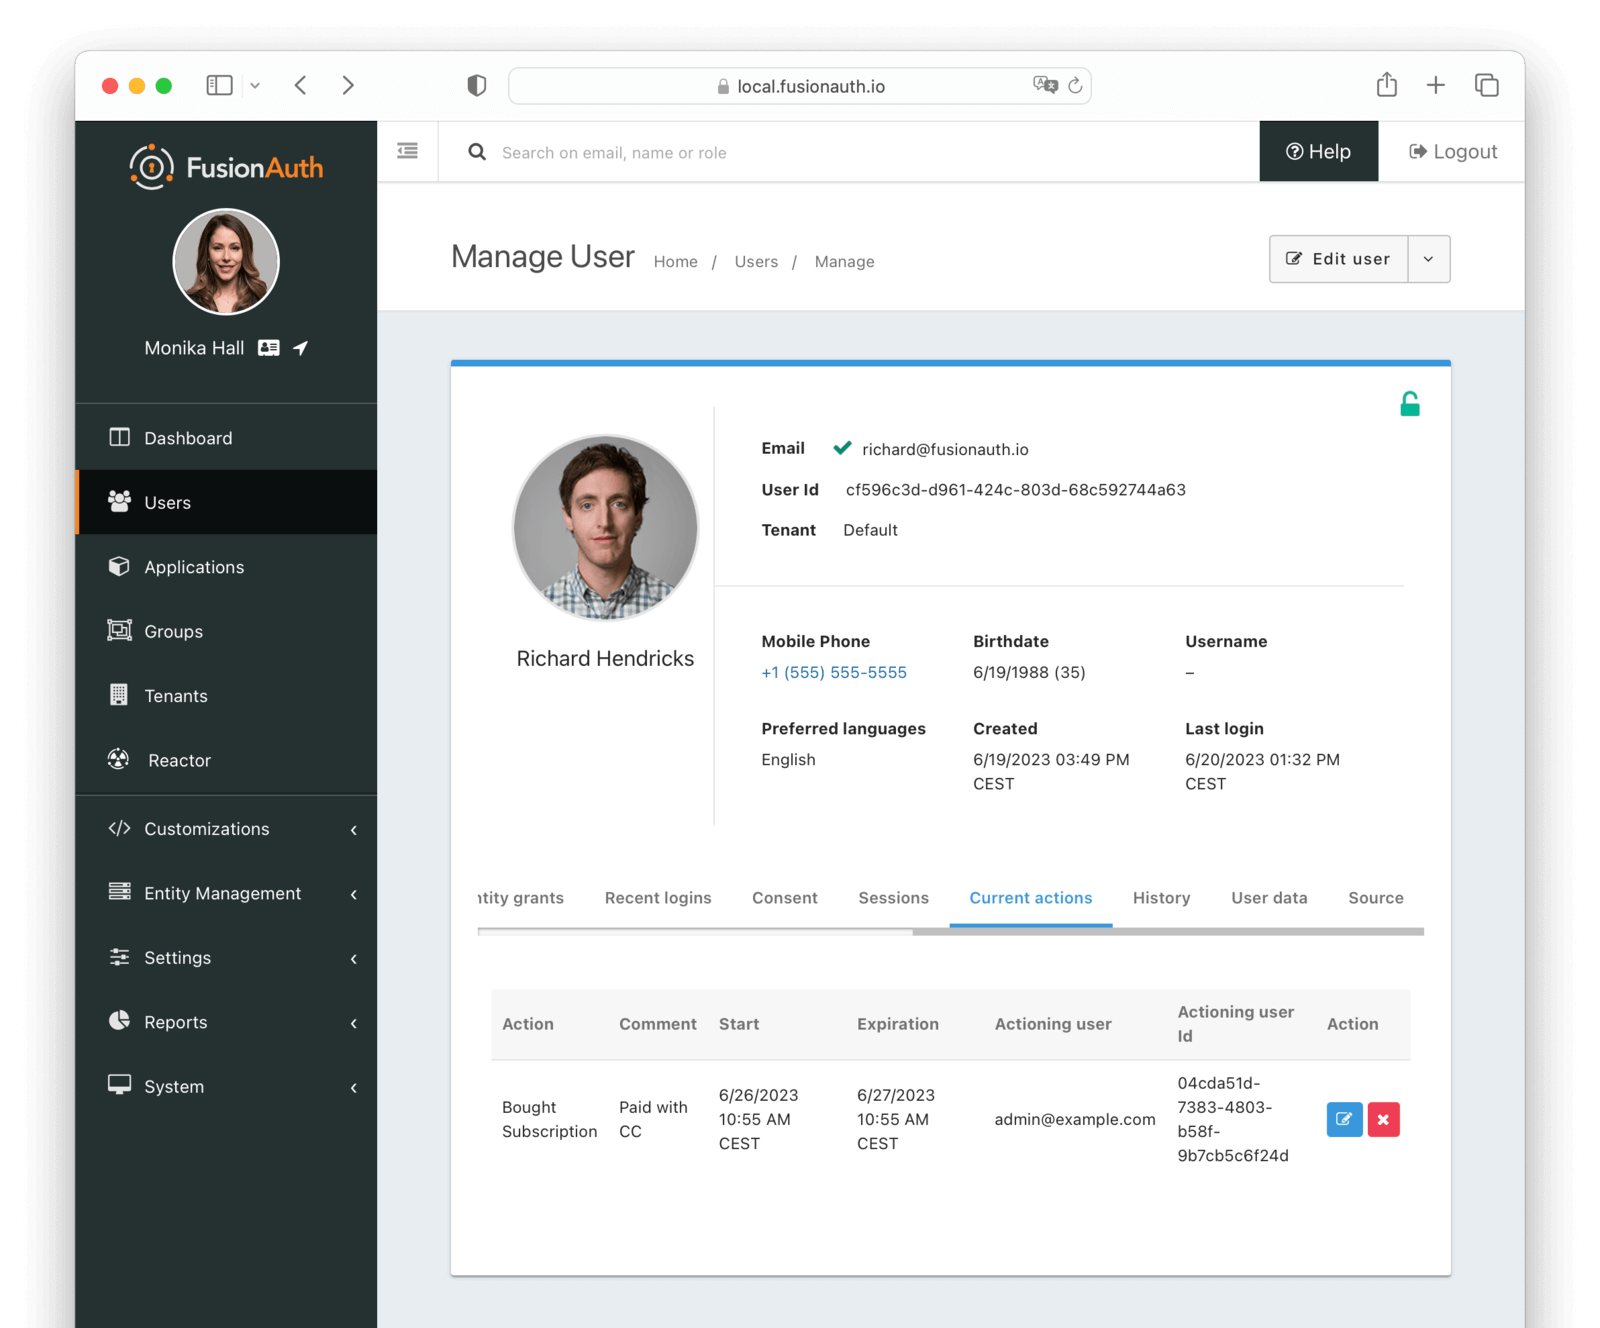 local.fusionauth.io
FusionAuth
Search on email, name or role
Help
Logout
Monika Hall
Dashboard
Users
Applications
Groups
Tenants
Reactor
Customizations
Entity Management
Settings
Reports
System
Manage User
Home / Users / Manage
Edit user
Richard Hendricks
Email richard@fusionauth.io
User Id cf596c3d-d961-424c-803d-68c592744a63
Tenant Default
Mobile Phone Birthdate Username
+1 (555) 555-5555 6/19/1988 (35) –
Preferred languages Created Last login
English 6/19/2023 03:49 PM 6/20/2023 01:32 PM
CEST CEST
ntity grants Recent logins Consent Sessions Current actions History User data Source
Action Comment Start Expiration Actioning user Actioning user Id Action
Bought Subscription
Paid with CC
6/26/2023
10:55 AM
CEST
6/27/2023
10:55 AM
CEST
admin@example.com
04cda51d-
7383-4803-
b58f-
9b7cb5c6f24d